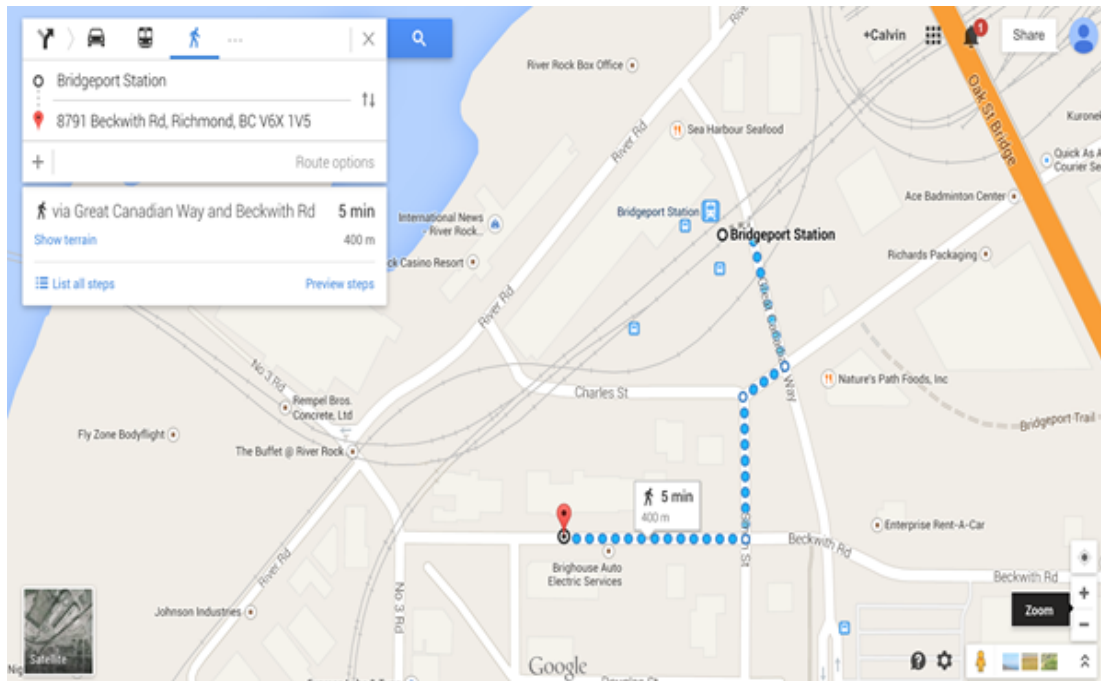 Bridgeport Station
8791 Beckwith Rd, Richmond, BC V6X 1V5
Route options
via Great Canadian Way and Beckwith Rd 5 min
Show terrain 400 m
List all steps Preview steps
+Calvin
1
Share
River Rock Box Office
River Rd
Sea Harbour Seafood
Oak St Bridge
Quick As A
Courier Se
Ace Badminton Center
Bridgeport Station
Bridgeport Station
International News
- River Rock...
ck Casino Resort
Richards Packaging
River Rd
Way
Nature's Path Foods, Inc
Bridgeport Trail
No 3 Rd
Charles St
Rempel Bros.
Concrete, Ltd
Fly Zone Bodyflight
The Buffet @ River Rock
5 min
400 m
Enterprise Rent-A-Car
Beckwith Rd
Beckwith Rd
Brighouse Auto
Electric Services
River Rd
No 3 Rd
Johnson Industries
Zoom
Satellite
Google